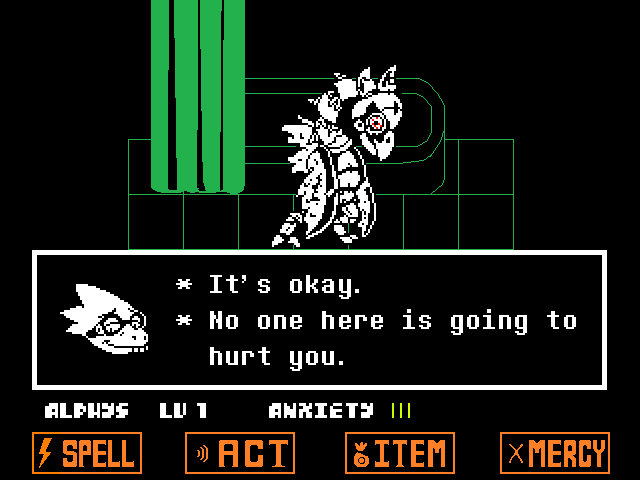 * It's okay.
* No one here is going to
hurt you.
ALPHYS LV 1 ANXIETY |||
SPELL ACT ITEM MERCY